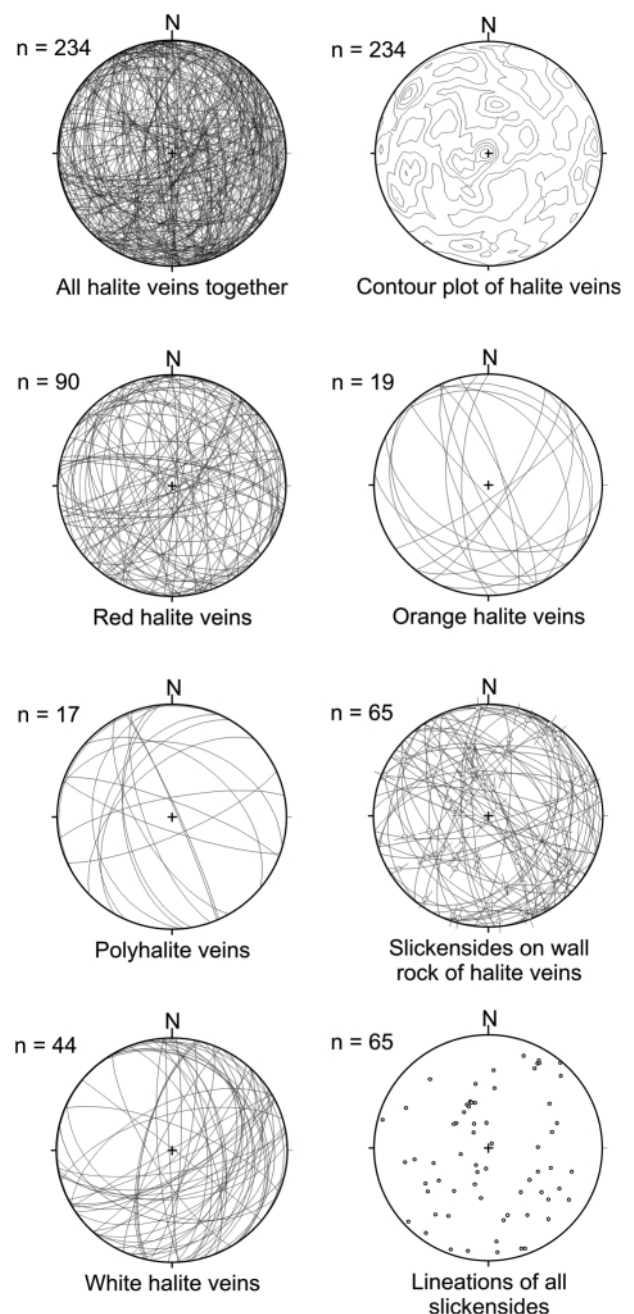 N
n = 234
All halite veins together
N
n = 234
Contour plot of halite veins
N
n = 90
Red halite veins
N
n = 19
Orange halite veins
N
n = 17
Polyhalite veins
N
n = 65
Slickensides on wall
rock of halite veins
N
n = 44
White halite veins
N
n = 65
Lineations of all
slickensides